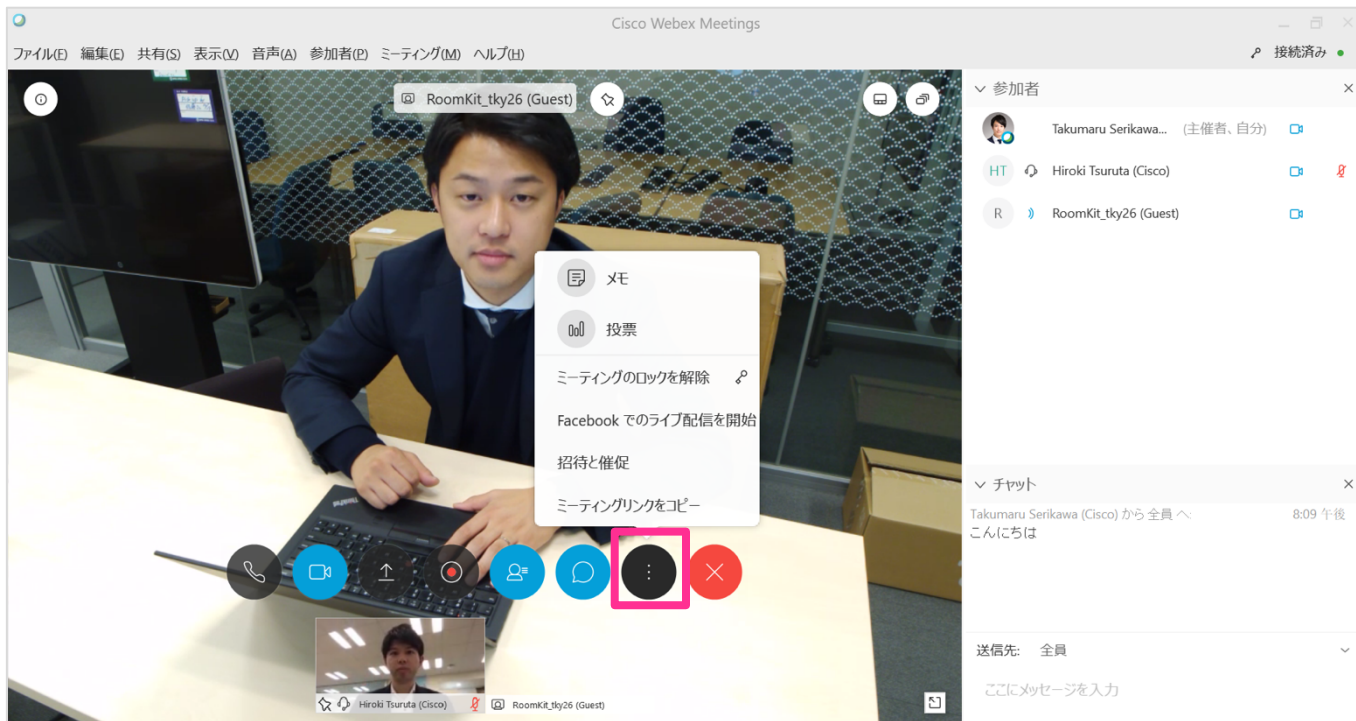 Cisco Webex Meetings
ファイル(F) 編集(E) 共有(S) 表示(V) 音声(A) 参加者(P) ミーティング(M) ヘルプ(H)
接続済み
RoomKit_tky26 (Guest)
参加者
Takumaru Serikawa... (主催者、自分)
HT Hiroki Tsuruta (Cisco)
R RoomKit_tky26 (Guest)
メモ
投票
ミーティングのロックを解除
Facebook でのライブ配信を開始
招待と催促
ミーティングリンクをコピー
ThinkPad
Hiroki Tsuruta (Cisco)
RoomKit_tky26 (Guest)
チャット
Takumaru Serikawa (Cisco) から 全員 へ: 8:09 午後
こんにちは
送信先: 全員
ここにメッセージを入力